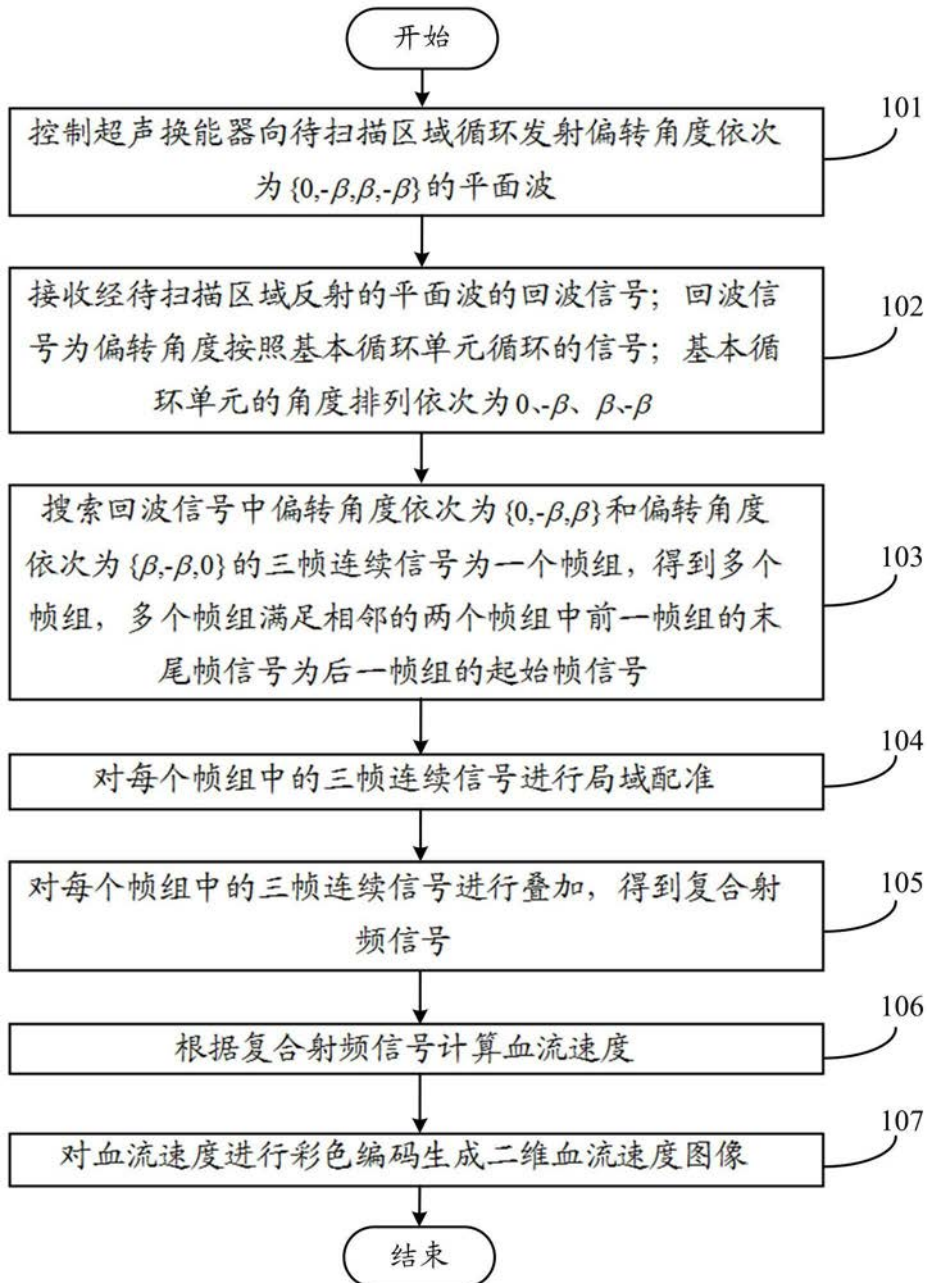 开始
101
控制超声换能器向待扫描区域循环发射偏转角度依次
为{0,-β,β,-β}的平面波
102
接收经待扫描区域反射的平面波的回波信号；回波信
号为偏转角度按照基本循环单元循环的信号；基本循
环单元的角度排列依次为0、-β、β、-β
103
搜索回波信号中偏转角度依次为{0,-β,β}和偏转角度
依次为{β,-β,0}的三帧连续信号为一个帧组，得到多个
帧组，多个帧组满足相邻的两个帧组中前一帧组的末
尾帧信号为后一帧组的起始帧信号
104
对每个帧组中的三帧连续信号进行局域配准
105
对每个帧组中的三帧连续信号进行叠加，得到复合射
频信号
106
根据复合射频信号计算血流速度
107
对血流速度进行彩色编码生成二维血流速度图像
结束